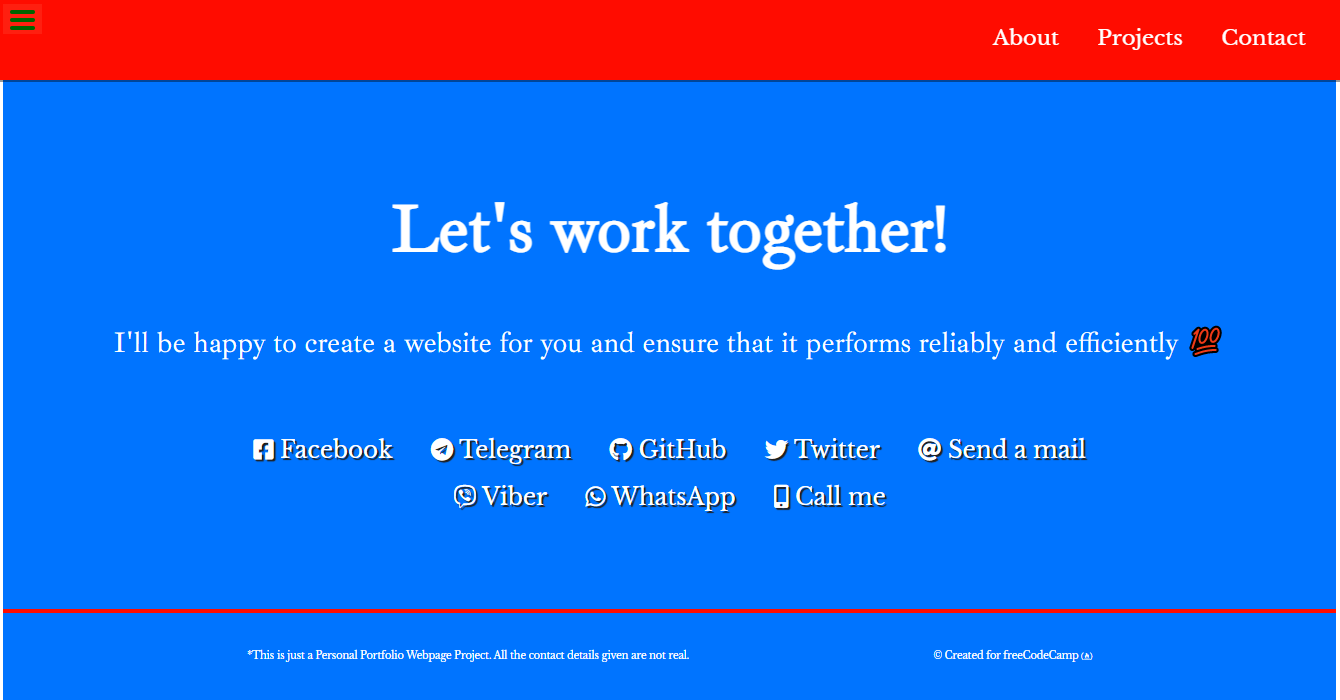 About Projects Contact
Let's work together!
I'll be happy to create a website for you and ensure that it performs reliably and efficiently 💯
Facebook Telegram GitHub Twitter @ Send a mail
Viber WhatsApp Call me
*This is just a Personal Portfolio Webpage Project. All the contact details given are not real.
© Created for freeCodeCamp